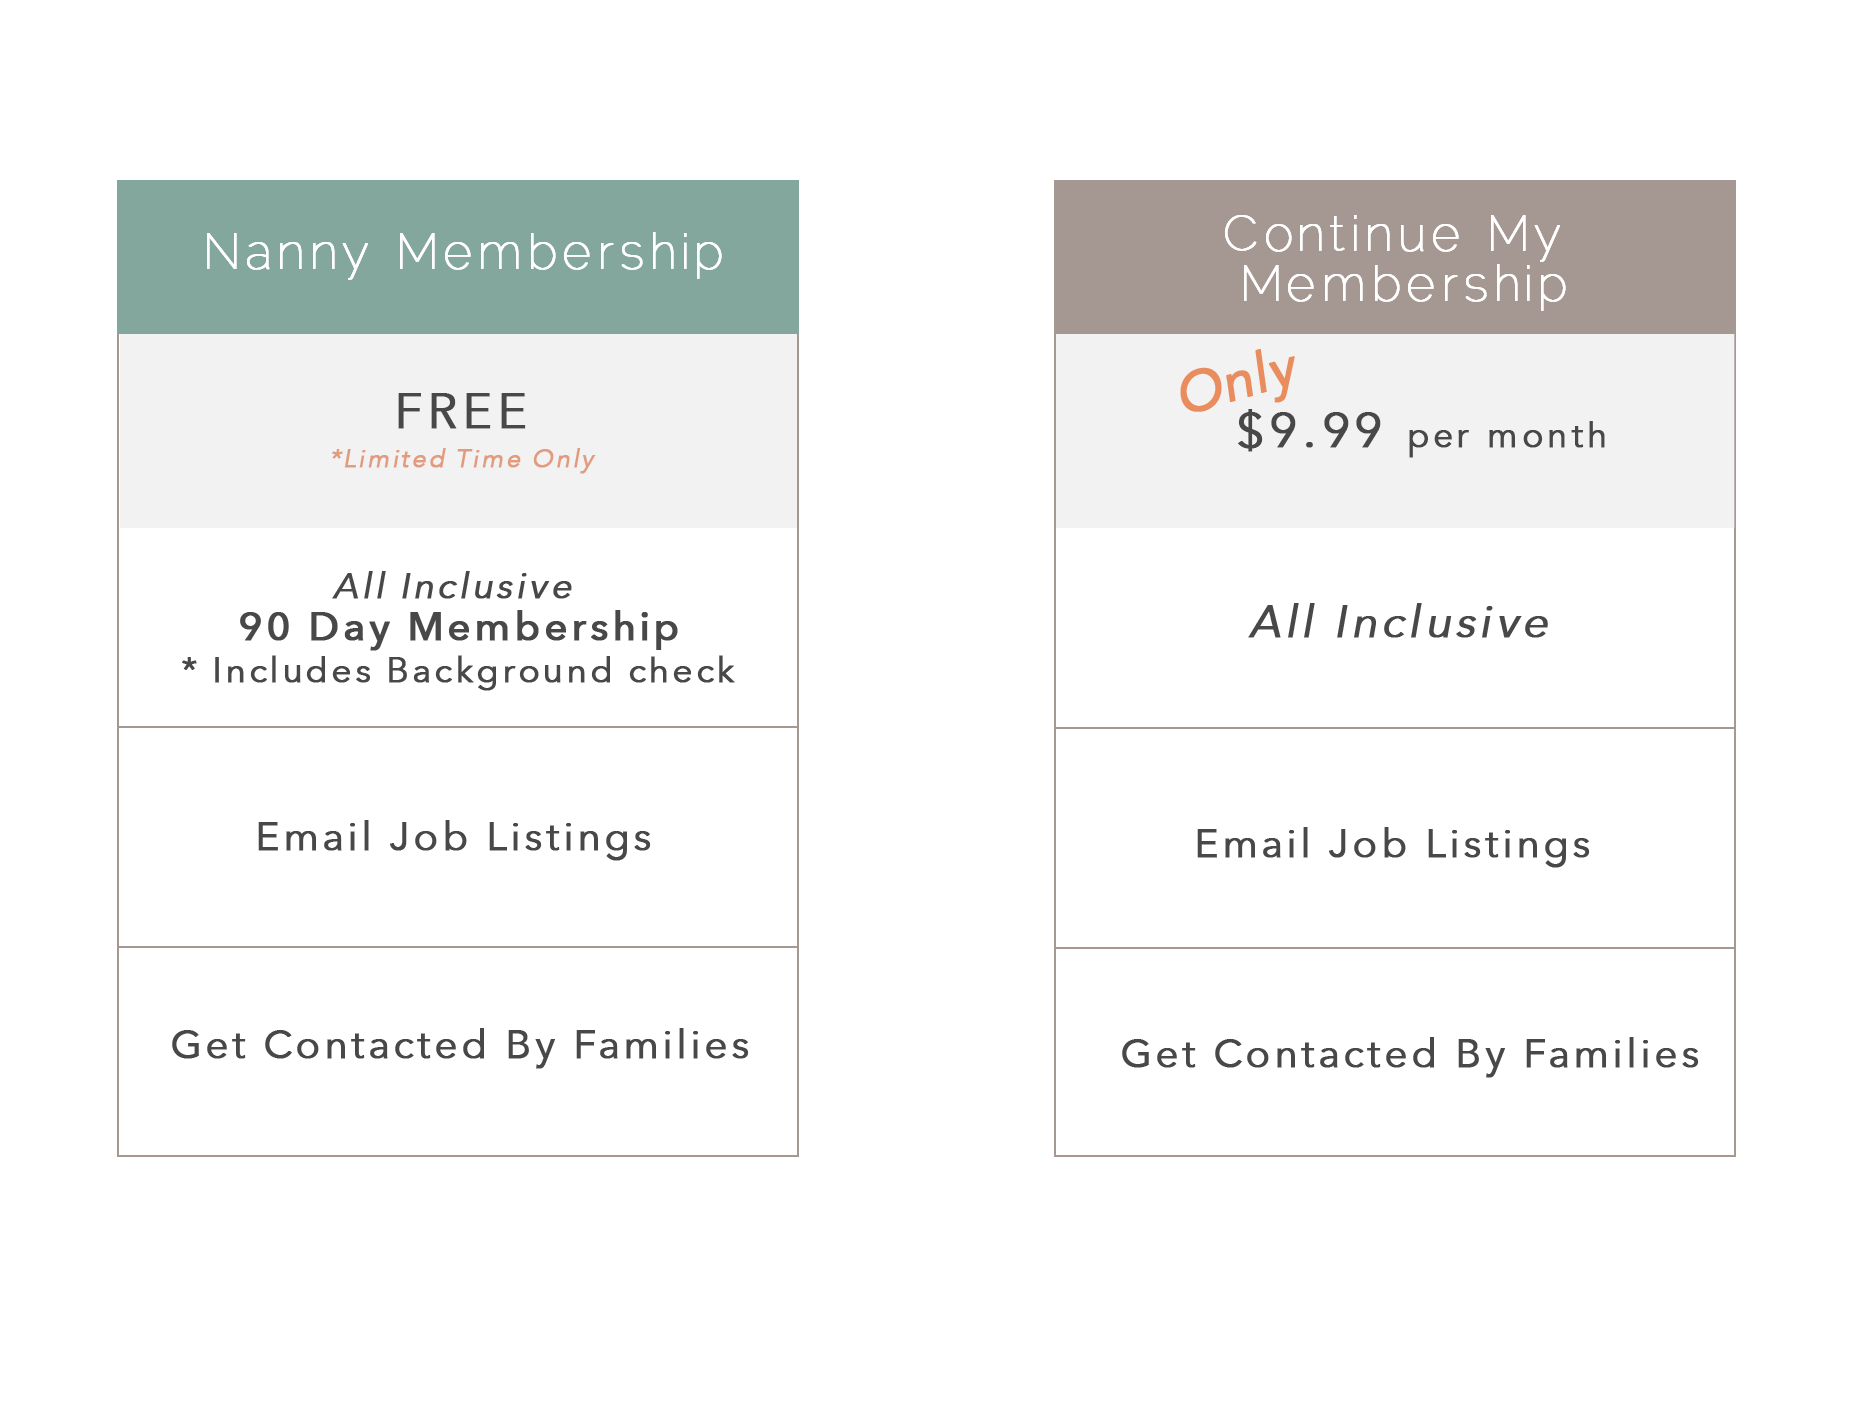 Nanny Membership
FREE
*Limited Time Only
All Inclusive
90 Day Membership
* Includes Background check
Email Job Listings
Get Contacted By Families
Continue My
Membership
Only
$9.99 per month
All Inclusive
Email Job Listings
Get Contacted By Families